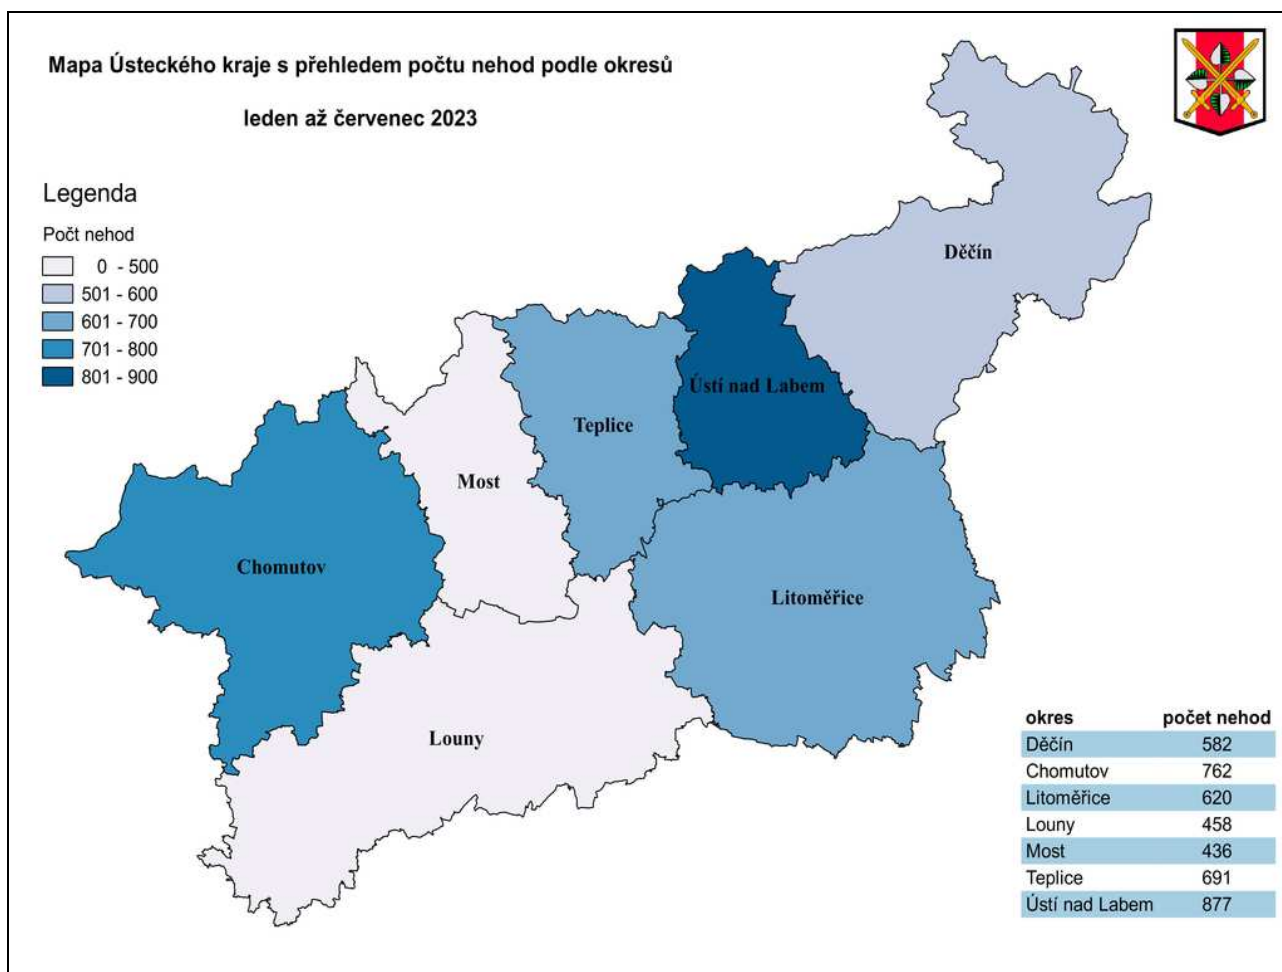 Mapa Ústeckého kraje s přehledem počtu nehod podle okresů
leden až červenec 2023
Legenda
Počt nehod
0 - 500
501 - 600
601 - 700
701 - 800
801 - 900
Děčín
Ústí nad Labem
Teplice
Most
Chomutov
Litoměřice
Louny
okres počet nehod
Děčín 582
Chomutov 762
Litoměřice 620
Louny 458
Most 436
Teplice 691
Ústí nad Labem 877